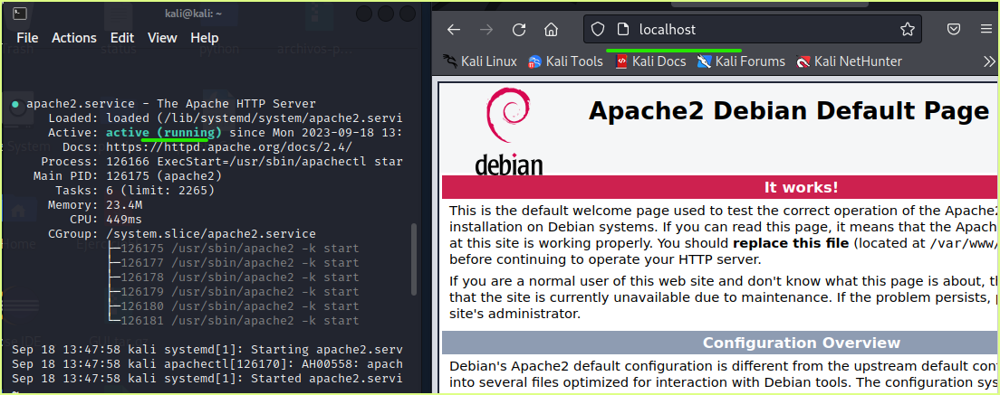 kali@kali: ~
File Actions Edit View Help
● apache2.service - The Apache HTTP Server
Loaded: loaded (/lib/systemd/system/apache2.servi
Active: active (running) since Mon 2023-09-18 13:
Docs: https://httpd.apache.org/docs/2.4/
Process: 126166 ExecStart=/usr/sbin/apachectl star
Main PID: 126175 (apache2)
Tasks: 6 (limit: 2265)
Memory: 23.4M
CPU: 449ms
CGroup: /system.slice/apache2.service
├─126175 /usr/sbin/apache2 -k start
├─126177 /usr/sbin/apache2 -k start
├─126178 /usr/sbin/apache2 -k start
├─126179 /usr/sbin/apache2 -k start
├─126180 /usr/sbin/apache2 -k start
└─126181 /usr/sbin/apache2 -k start
Sep 18 13:47:58 kali systemd[1]: Starting apache2.serv
Sep 18 13:47:58 kali apachectl[126170]: AH00558: apach
Sep 18 13:47:58 kali systemd[1]: Started apache2.servi
localhost
Kali Linux Kali Tools Kali Docs Kali Forums Kali NetHunter
debian
Apache2 Debian Default Page
It works!
This is the default welcome page used to test the correct operation of the Apache2
installation on Debian systems. If you can read this page, it means that the Apach
at this site is working properly. You should replace this file (located at /var/www/
before continuing to operate your HTTP server.
If you are a normal user of this web site and don't know what this page is about, th
that the site is currently unavailable due to maintenance. If the problem persists, p
site's administrator.
Configuration Overview
Debian's Apache2 default configuration is different from the upstream default con
into several files optimized for interaction with Debian tools. The configuration sys